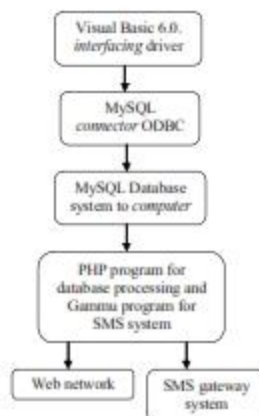 Visual Basic 6.0.
interfacing driver
MySQL
connector ODBC
MySQL Database
system to computer
PHP program for
database processing and
Gammu program for
SMS system
Web network
SMS gateway
system